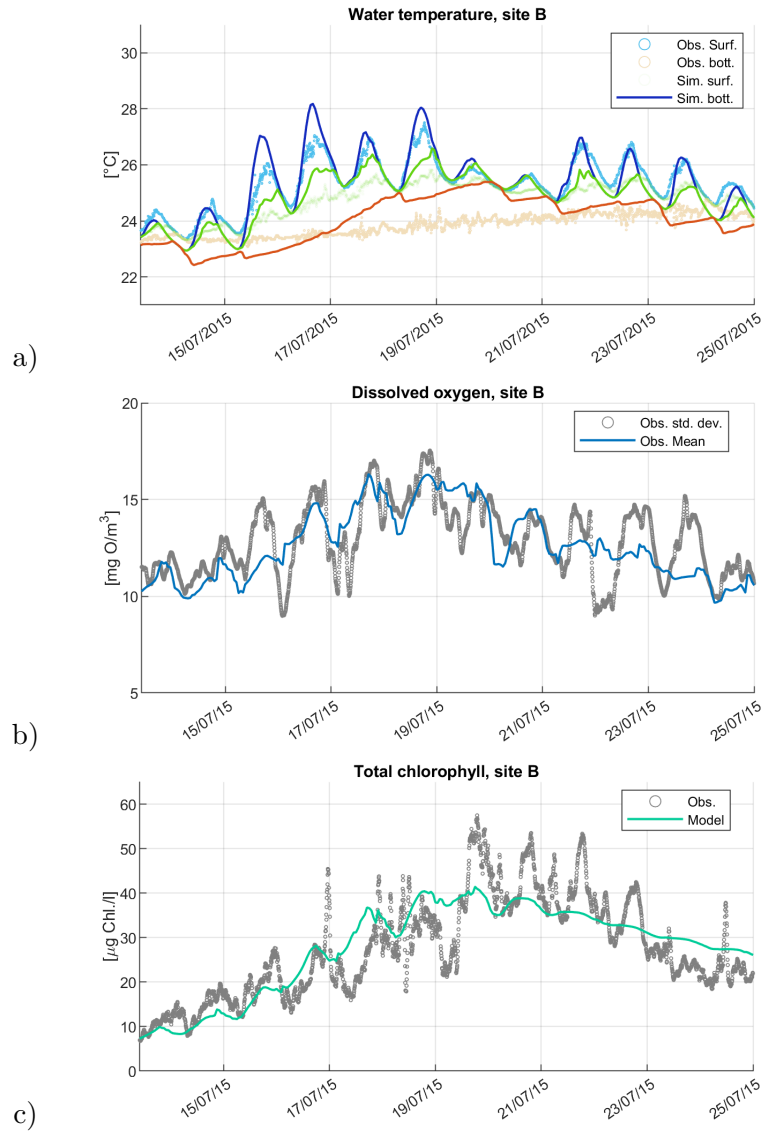 Water temperature, site B
30
28
26
24
22
[°C]
Obs. Surf.
Obs. bott.
Sim. surf.
Sim. bott.
15/07/2015
17/07/2015
19/07/2015
21/07/2015
23/07/2015
25/07/2015
a)
Dissolved oxygen, site B
20
15
10
5
[mg O/m³]
Obs. std. dev.
Obs. Mean
15/07/15
17/07/15
19/07/15
21/07/15
23/07/15
25/07/15
b)
Total chlorophyll, site B
60
50
40
30
20
10
0
[μg Chl./l]
Obs.
Model
15/07/15
17/07/15
19/07/15
21/07/15
23/07/15
25/07/15
c)